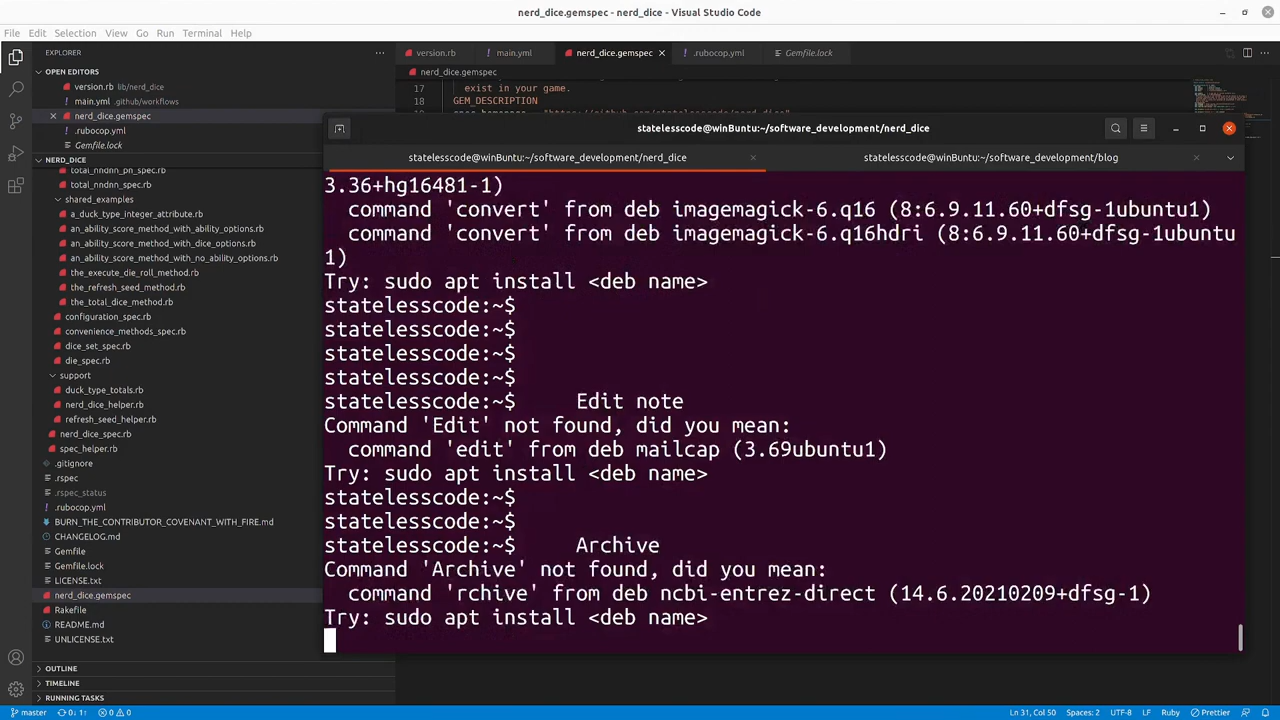 nerd_dice.gemspec - nerd_dice - Visual Studio Code
File Edit Selection View Go Run Terminal Help
EXPLORER
version.rb main.yml nerd_dice.gemspec .rubocop.yml Gemfile.lock
OPEN EDITORS
nerd_dice.gemspec
version.rb lib/nerd_dice
main.yml .github/workflows
nerd_dice.gemspec
.rubocop.yml
Gemfile.lock
NERD_DICE
total_nndnn_pn_spec.rb
total_nndnn_spec.rb
shared_examples
a_duck_type_integer_attribute.rb
an_ability_score_method_with_ability_options.rb
an_ability_score_method_with_dice_options.rb
an_ability_score_method_with_no_ability_options.rb
the_execute_die_roll_method.rb
the_refresh_seed_method.rb
the_total_dice_method.rb
configuration_spec.rb
convenience_methods_spec.rb
dice_set_spec.rb
die_spec.rb
support
duck_type_totals.rb
nerd_dice_helper.rb
refresh_seed_helper.rb
nerd_dice_spec.rb
spec_helper.rb
.gitignore
.rspec
.rspec_status
.rubocop.yml
BURN_THE_CONTRIBUTOR_COVENANT_WITH_FIRE.md
CHANGELOG.md
Gemfile
Gemfile.lock
LICENSE.txt
nerd_dice.gemspec
Rakefile
README.md
UNLICENSE.txt
OUTLINE
TIMELINE
RUNNING TASKS
17 exist in your game.
18 GEM_DESCRIPTION
statelesscode@winBuntu:~/software_development/nerd_dice
statelesscode@winBuntu:~/software_development/nerd_dice
statelesscode@winBuntu:~/software_development/blog
3.36+hg16481-1)
command 'convert' from deb imagemagick-6.q16 (8:6.9.11.60+dfsg-1ubuntu1)
command 'convert' from deb imagemagick-6.q16hdri (8:6.9.11.60+dfsg-1ubuntu
1)
Try: sudo apt install <deb name>
statelesscode:~$
statelesscode:~$
statelesscode:~$
statelesscode:~$
statelesscode:~$     Edit note
Command 'Edit' not found, did you mean:
command 'edit' from deb mailcap (3.69ubuntu1)
Try: sudo apt install <deb name>
statelesscode:~$
statelesscode:~$
statelesscode:~$     Archive
Command 'Archive' not found, did you mean:
command 'rchive' from deb ncbi-entrez-direct (14.6.20210209+dfsg-1)
Try: sudo apt install <deb name>
master 0↓ 1↑ 0 0
Ln 31, Col 50 Spaces: 2 UTF-8 LF Ruby Prettier